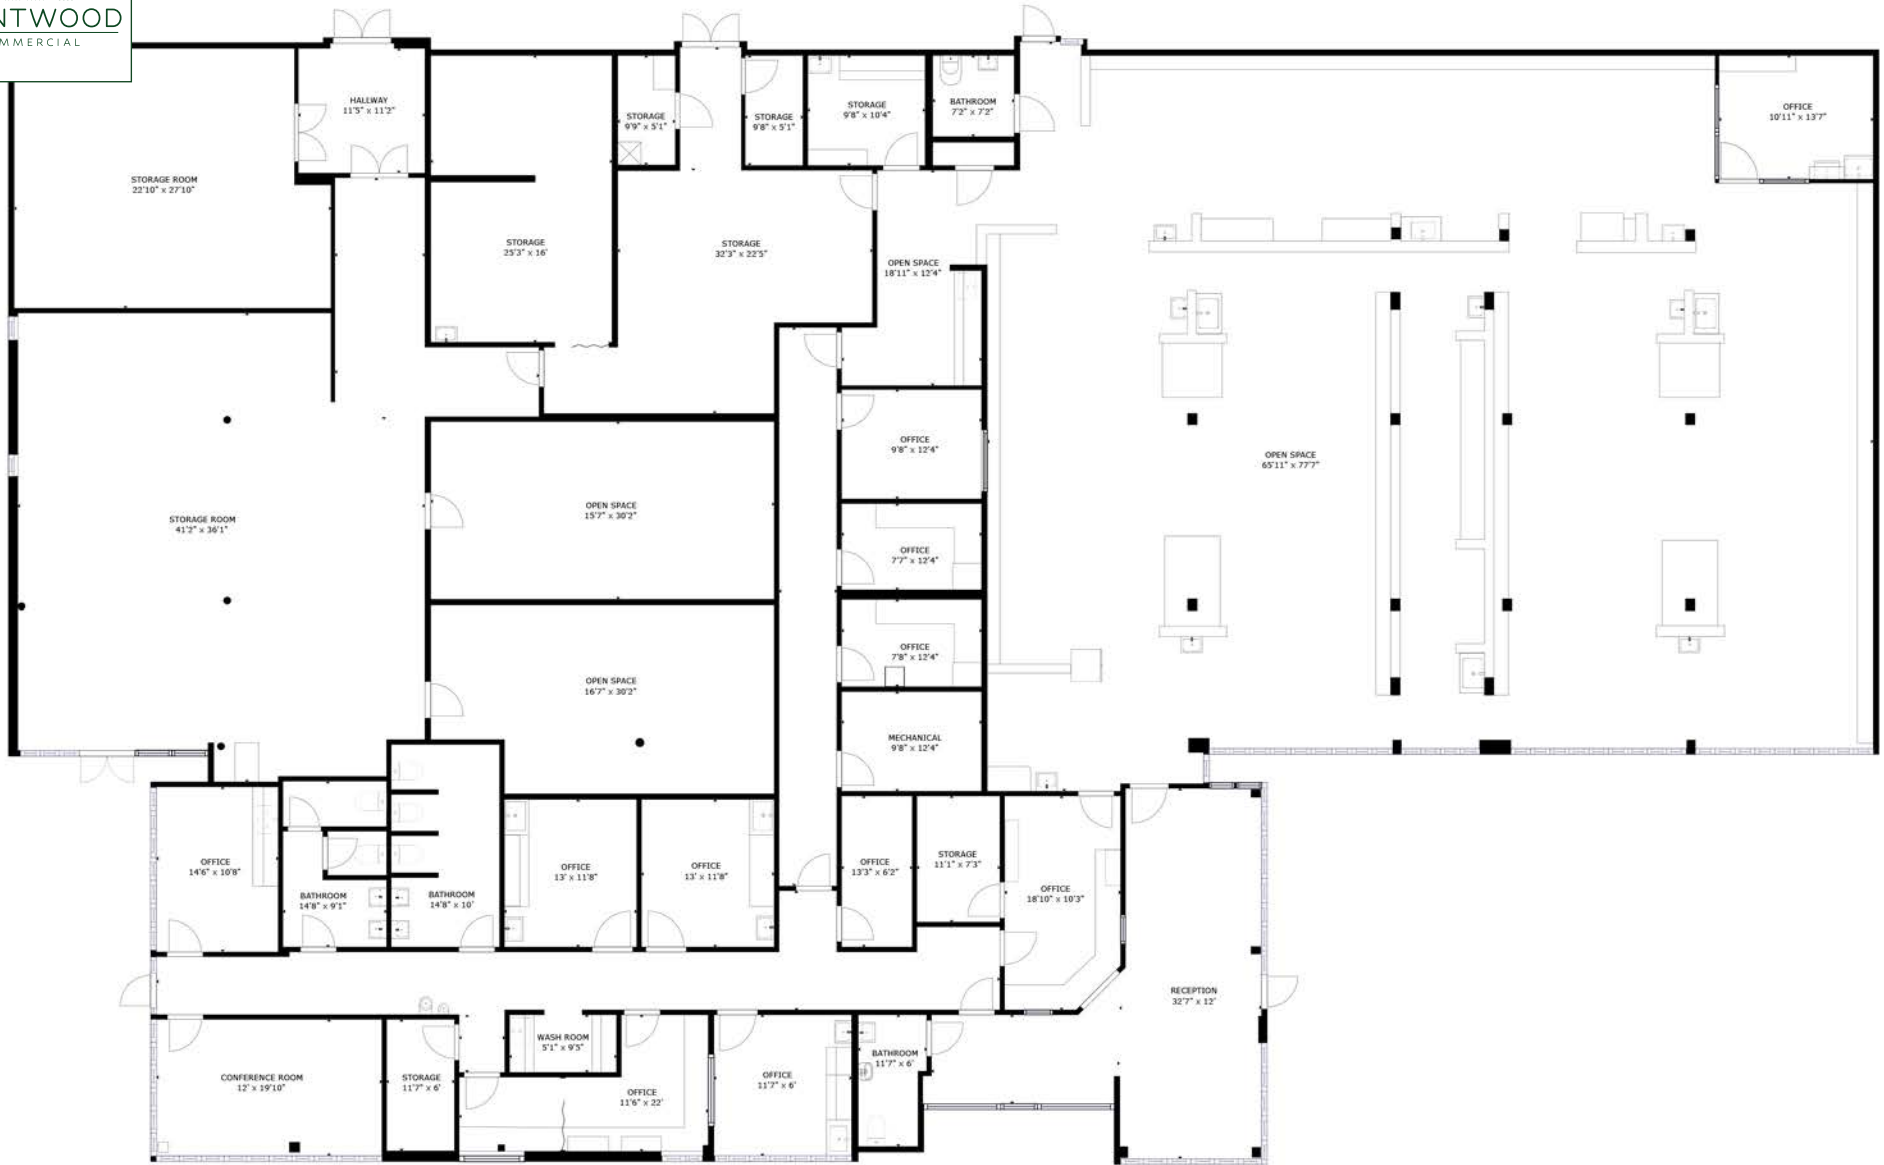 NTWOOD
MMERCIAL
HALLWAY
11'5" x 11'2"
STORAGE
9'9" x 5'1"
STORAGE
9'8" x 5'1"
STORAGE
9'8" x 10'4"
BATHROOM
7'2" x 7'2"
OFFICE
10'11" x 13'7"
STORAGE ROOM
22'10" x 27'10"
STORAGE
25'3" x 16'
STORAGE
32'3" x 22'5"
OPEN SPACE
18'11" x 12'4"
OFFICE
9'8" x 12'4"
OPEN SPACE
65'11" x 77'7"
STORAGE ROOM
41'2" x 36'1"
OPEN SPACE
15'7" x 30'2"
OFFICE
7'7" x 12'4"
OFFICE
7'8" x 12'4"
OPEN SPACE
16'7" x 30'2"
MECHANICAL
9'8" x 12'4"
OFFICE
14'6" x 10'8"
BATHROOM
14'8" x 9'1"
BATHROOM
14'8" x 10'
OFFICE
13' x 11'8"
OFFICE
13' x 11'8"
OFFICE
13'3" x 6'2"
STORAGE
11'1" x 7'3"
OFFICE
18'10" x 10'3"
RECEPTION
32'7" x 12'
CONFERENCE ROOM
12' x 19'10"
STORAGE
11'7" x 6'
WASH ROOM
5'1" x 9'5"
OFFICE
11'6" x 22'
OFFICE
11'7" x 6'
BATHROOM
11'7" x 6'